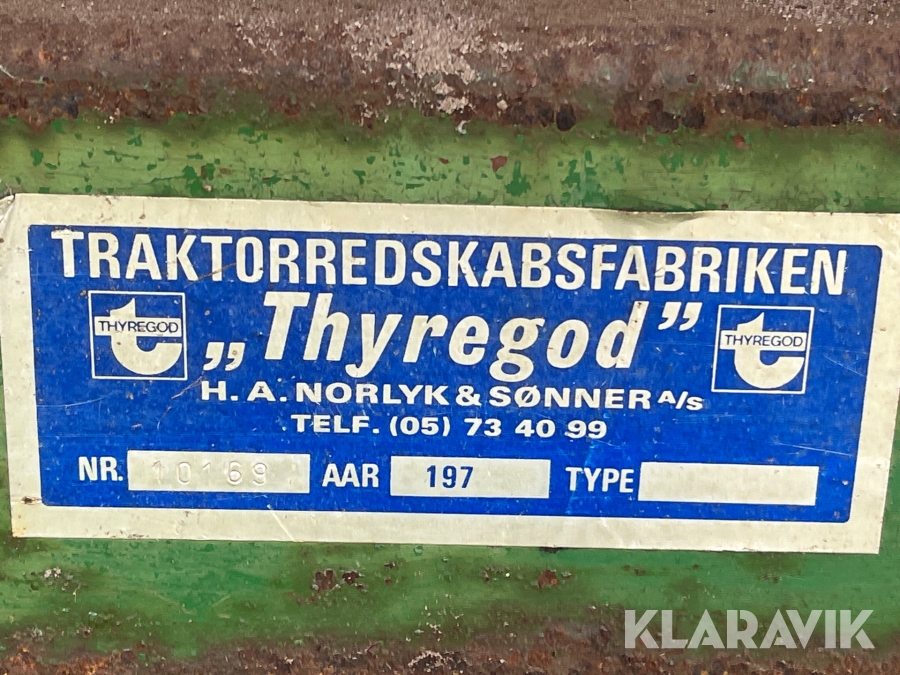 TRAKTORREDSKABSFABRIKEN
THYREGOD
„Thyregod”
THYREGOD
H. A. NORLYK & SØNNER A/s
TELF. (05) 73 40 99
NR. 10169 AAR 197 TYPE
KLARAVIK